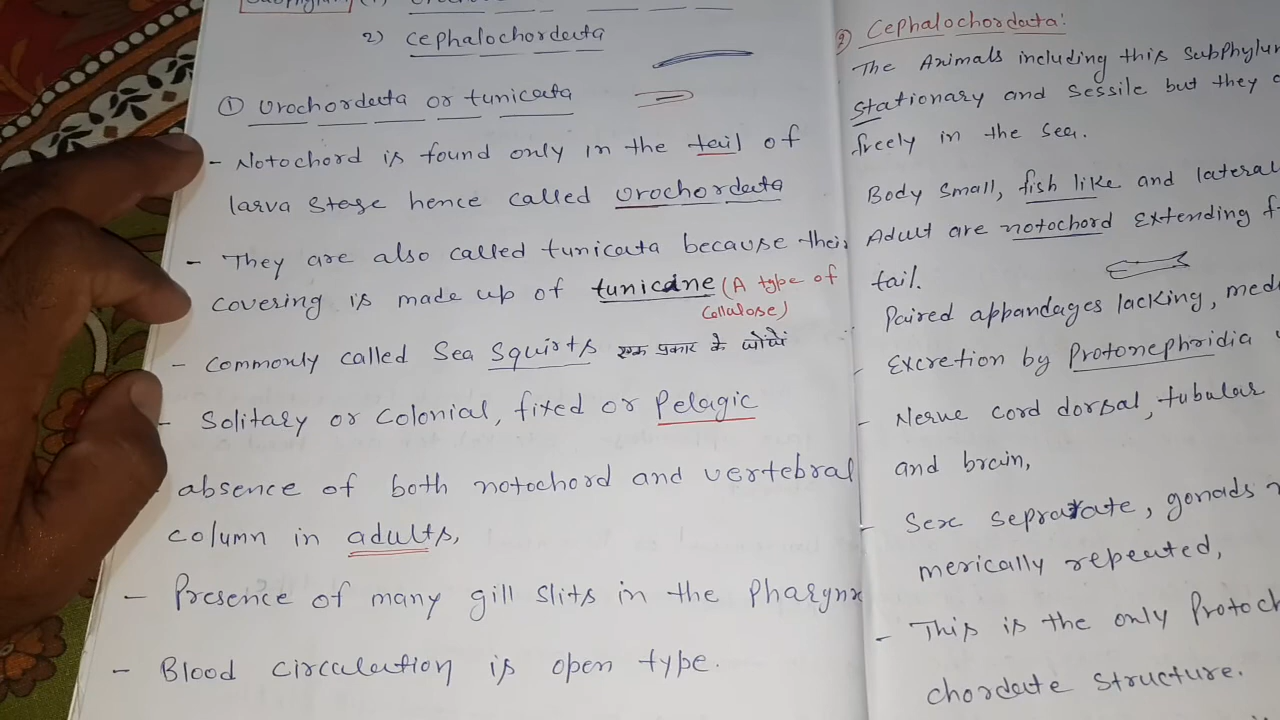 2) Cephalochordata
① Urochordata or tunicata
- Notochord is found only in the tail of
larva Stage hence called Urochordata
- They are also called tunicata because their
covering is made up of tunicine (A type of
Cellulose)
- Commonly called Sea Squirts एक प्रकार के घोंघे
- Solitary or Colonial, fixed or Pelagic
absence of both notochord and vertebral
column in adults,
- Presence of many gill slits in the Pharynx
- Blood circulation is open type.
2) Cephalochordata:
The Animals including this Subphylum
Stationary and Sessile but they
freely in the Sea.
Body Small, fish like and lateral
Adult are notochord Extending
tail.
Paired appandages lacking,
- Excretion by Protonephridia
- Nerve cord dorsal, tubular
and brain,
- Sex seprate, gonads
merically repeated,
- This is the only
chordate structure.